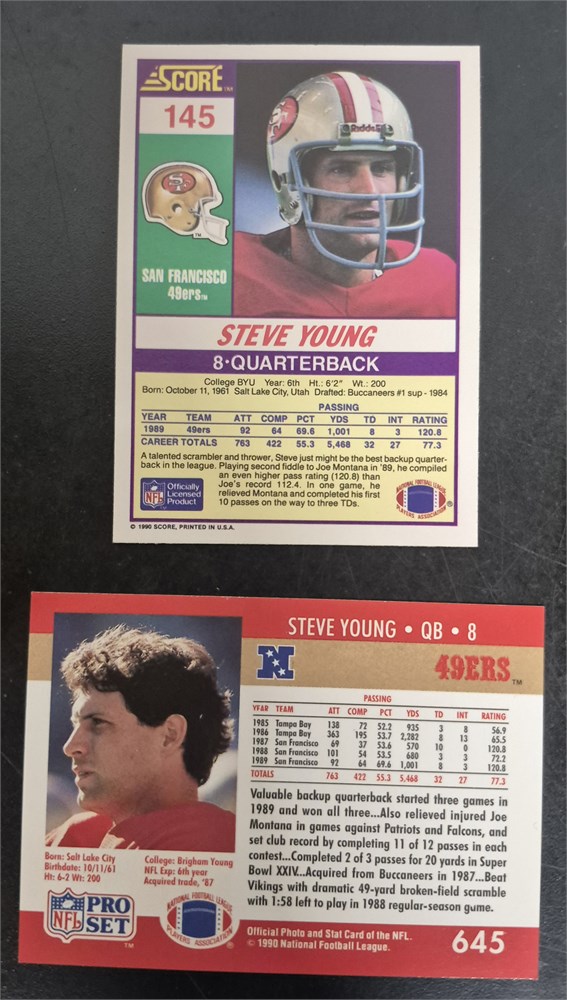 SCORE TM
145
Riddell
SAN FRANCISCO
49ers TM
STEVE YOUNG
8·QUARTERBACK
College BYU Year: 6th Ht.: 6'2" Wt.: 200
Born: October 11, 1961 Salt Lake City, Utah Drafted: Buccaneers #1 sup - 1984
PASSING
YEAR TEAM ATT COMP PCT YDS TD INT RATING
1989 49ers 92 64 69.6 1,001 8 3 120.8
CAREER TOTALS 763 422 55.3 5,468 32 27 77.3
A talented scrambler and thrower, Steve just might be the best backup quarter-
back in the league. Playing second fiddle to Joe Montana in '89, he compiled
an even higher pass rating (120.8) than
Joe's record 112.4. In one game, he
relieved Montana and completed his first
10 passes on the way to three TDs.
NFL
Officially
Licensed
Product
NATIONAL FOOTBALL LEAGUE
PLAYERS ASSOCIATION
®
© 1990 SCORE, PRINTED IN U.S.A.
STEVE YOUNG • QB • 8
N
49ERS TM
PASSING
YEAR TEAM ATT COMP PCT YDS TD INT RATING
1985 Tampa Bay 138 72 52.2 935 3 8 56.9
1986 Tampa Bay 363 195 53.7 2,282 8 13 65.5
1987 San Francisco 69 37 53.6 570 10 0 120.8
1988 San Francisco 101 54 53.5 680 3 3 72.2
1989 San Francisco 92 64 69.6 1,001 8 3 120.8
TOTALS 763 422 55.3 5,468 32 27 77.3
Valuable backup quarterback started three games in
1989 and won all three...Also relieved injured Joe
Montana in games against Patriots and Falcons, and
set club record by completing 11 of 12 passes in each
contest...Completed 2 of 3 passes for 20 yards in Super
Bowl XXIV...Acquired from Buccaneers in 1987...Beat
Vikings with dramatic 49-yard broken-field scramble
with 1:58 left to play in 1988 regular-season game.
Born: Salt Lake City
Birthdate: 10/11/61
Ht: 6-2 Wt: 200
College: Brigham Young
NFL Exp: 6th year
Acquired trade, '87
NFL
PRO
SET
TM
NATIONAL FOOTBALL LEAGUE
PLAYERS ASSOCIATION
Official Photo and Stat Card of the NFL.
© 1990 National Football League.
645